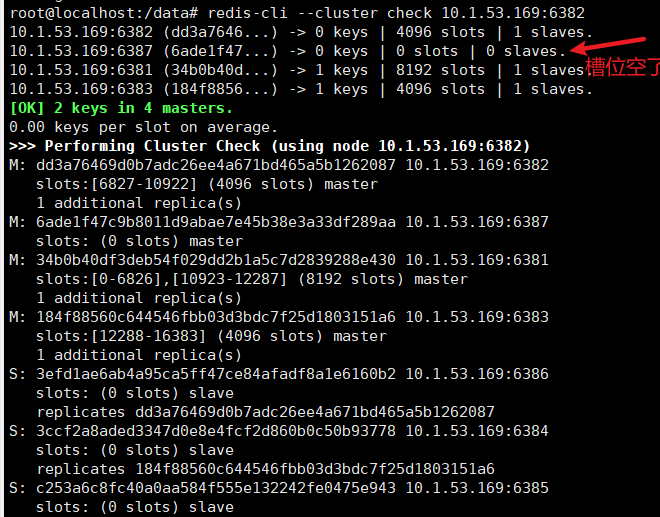 root@localhost:/data# redis-cli --cluster check 10.1.53.169:6382
10.1.53.169:6382 (dd3a7646...) -> 0 keys | 4096 slots | 1 slaves.
10.1.53.169:6387 (6ade1f47...) -> 0 keys | 0 slots | 0 slaves.
10.1.53.169:6381 (34b0b40d...) -> 1 keys | 8192 slots | 1 slaves.
槽位空了
10.1.53.169:6383 (184f8856...) -> 1 keys | 4096 slots | 1 slaves.
[OK] 2 keys in 4 masters.
0.00 keys per slot on average.
>>> Performing Cluster Check (using node 10.1.53.169:6382)
M: dd3a76469d0b7adc26ee4a671bd465a5b1262087 10.1.53.169:6382
slots:[6827-10922] (4096 slots) master
1 additional replica(s)
M: 6ade1f47c9b8011d9abae7e45b38e3a33df289aa 10.1.53.169:6387
slots: (0 slots) master
M: 34b0b40df3deb54f029dd2b1a5c7d2839288e430 10.1.53.169:6381
slots:[0-6826],[10923-12287] (8192 slots) master
1 additional replica(s)
M: 184f88560c644546fbb03d3bdc7f25d1803151a6 10.1.53.169:6383
slots:[12288-16383] (4096 slots) master
1 additional replica(s)
S: 3efd1ae6ab4a95ca5ff47ce84afadf8a1e6160b2 10.1.53.169:6386
slots: (0 slots) slave
replicates dd3a76469d0b7adc26ee4a671bd465a5b1262087
S: 3ccf2a8aded3347d0e8e4fcf2d860b0c50b93778 10.1.53.169:6384
slots: (0 slots) slave
replicates 184f88560c644546fbb03d3bdc7f25d1803151a6
S: c253a6c8fc40a0aa584f555e132242fe0475e943 10.1.53.169:6385
slots: (0 slots) slave